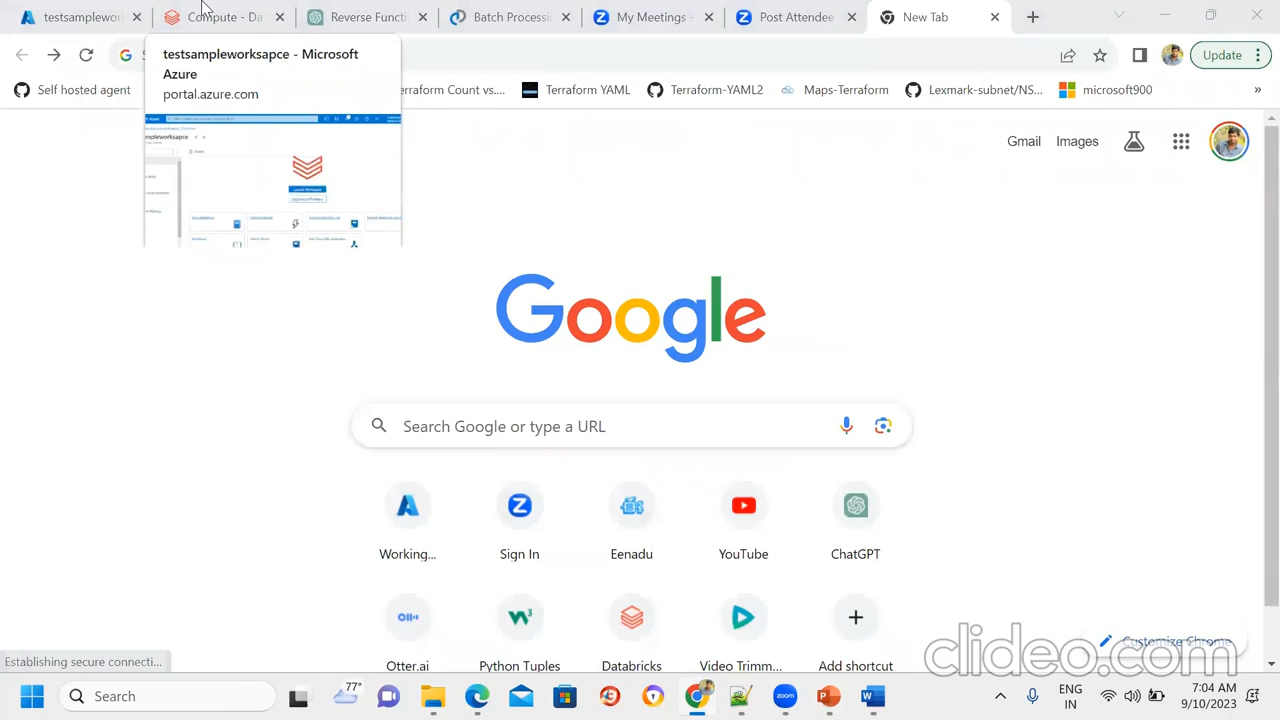 testsamplewor
Compute - Da
Reverse Functi
Batch Processi
My Meetings -
Post Attendee
New Tab
testsampleworksapce - Microsoft
Azure
portal.azure.com
Update
Self hosted agent
erraform Count vs....
Terraform YAML
Terraform-YAML2
Maps-Terraform
Lexmark-subnet/NS...
microsoft900
»
Gmail
Images
Google
Search Google or type a URL
Working...
Sign In
Eenadu
YouTube
ChatGPT
Otter.ai
Python Tuples
Databricks
Video Trimm...
Add shortcut
Customize Chrome
clideo.com
Establishing secure connecti...
Search
77°
ENG
IN
7:04 AM
9/10/2023